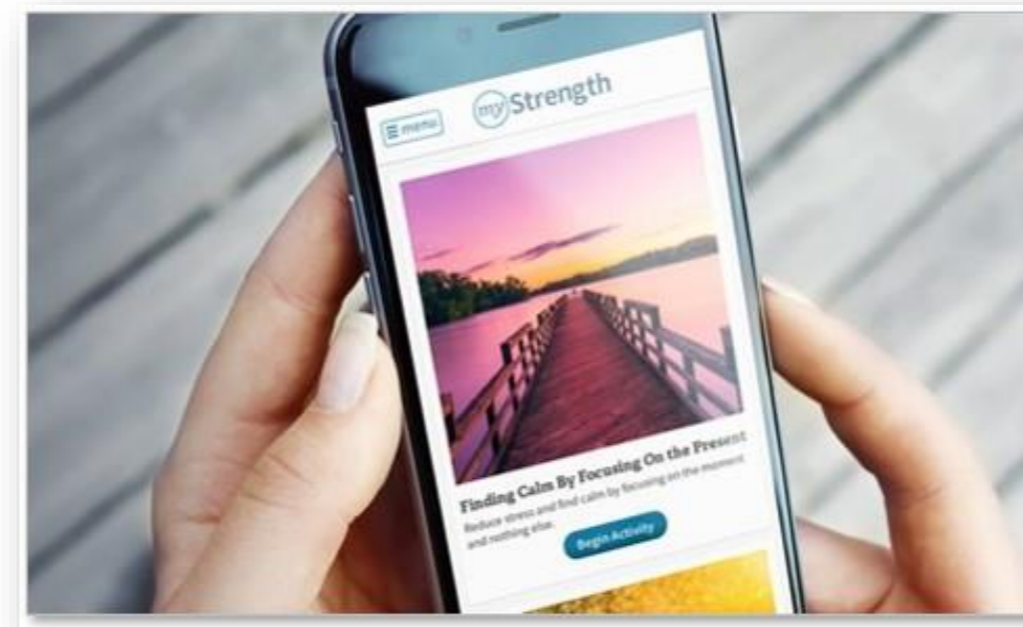 menu
myStrength
Finding Calm By Focusing On the Present
Reduce stress and find calm by focusing on the moment
and nothing else.
Begin Activity